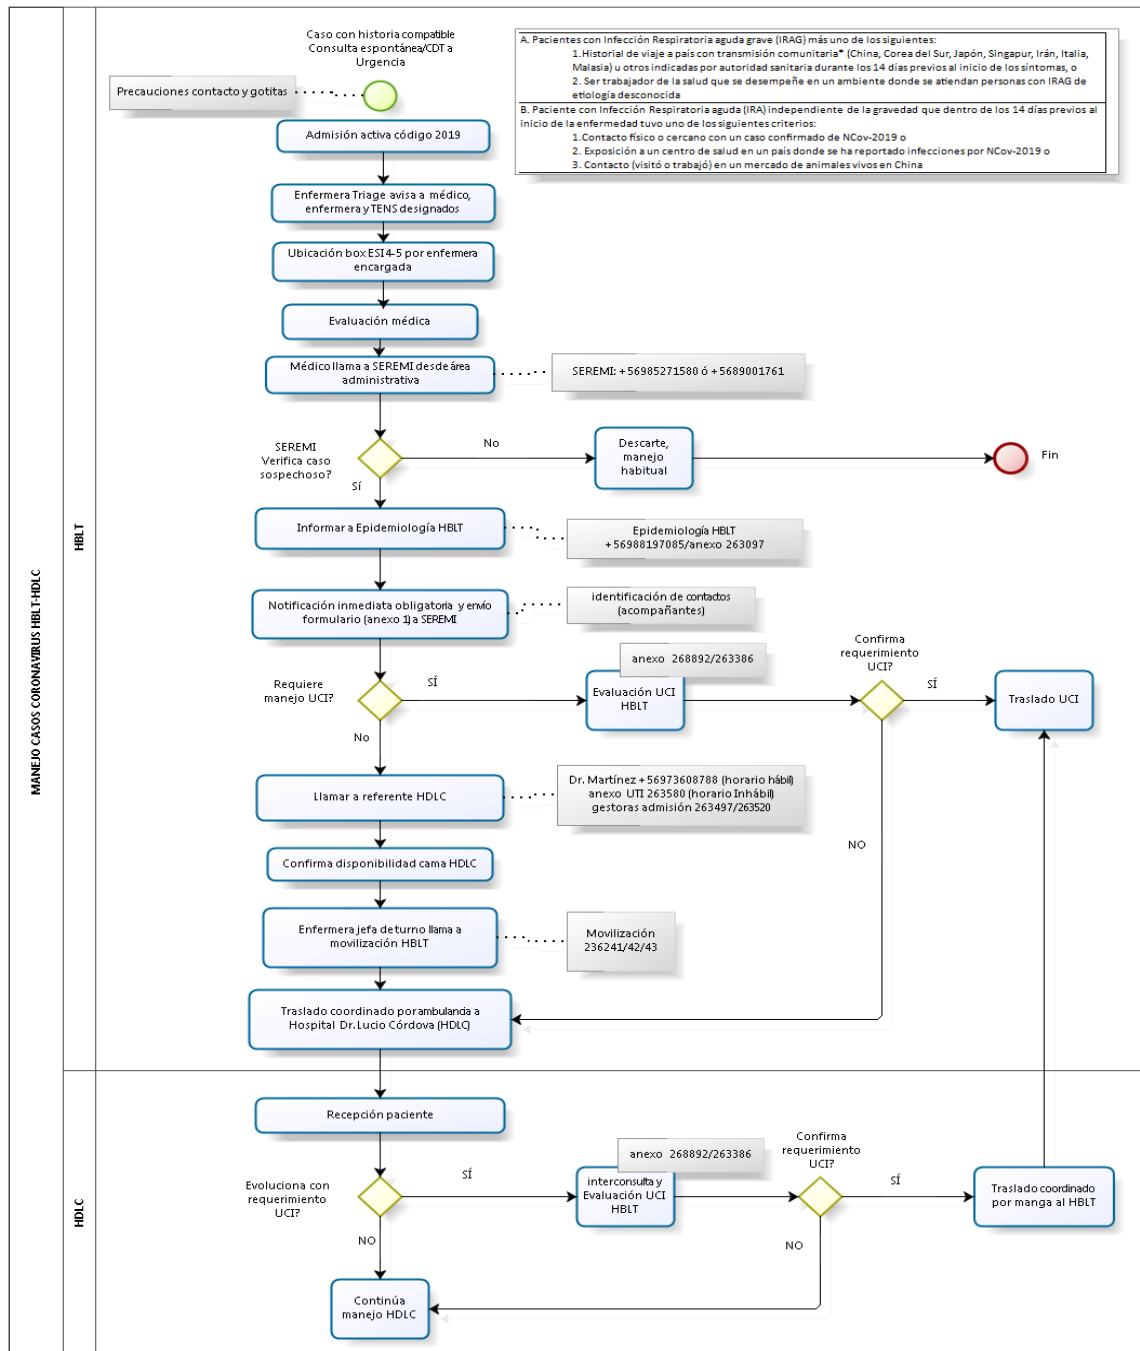 MANEJO CASOS CORONAVIRUS HBLT-HDLC
HBLT
Caso con historia compatible
Consulta espontánea/CDT a
Urgencia
Precauciones contacto y gotitas
A. Pacientes con Infección Respiratoria aguda grave (IRAG) más uno de los siguientes:
1.Historial de viaje a país con transmisión comunitaria* (China, Corea del Sur, Japón, Singapur, Irán, Italia,
Malasia) u otros indicados por autoridad sanitaria durante los 14 días previos al inicio de los síntomas, o
2. Ser trabajador de la salud que se desempeñe en un ambiente donde se atiendan personas con IRAG de
etiología desconocida
B. Paciente con Infección Respiratoria aguda (IRA) independiente de la gravedad que dentro de los 14 días previos al
inicio de la enfermedad tuvo uno de los siguientes criterios:
1.Contacto físico o cercano con un caso confirmado de NCov-2019 o
2. Exposición a un centro de salud en un país donde se ha reportado infecciones por NCov-2019 o
3. Contacto (visitó o trabajó) en un mercado de animales vivos en China
Admisión activa código 2019
Enfermera Triage avisa a médico,
enfermera y TENS designados
Ubicación box ESI4-5 por enfermera
encargada
Evaluación médica
Médico llama a SEREMI desde área
administrativa
SEREMI: +56985271580 ó +5689001761
SEREMI
Verifica caso
sospechoso?
No
Sí
Descarte,
manejo
habitual
Fin
Informar a Epidemiología HBLT
Epidemiología HBLT
+56988197085/anexo 263097
Notificación inmediata obligatoria y envío
formulario (anexo 1) a SEREMI
identificación de contactos
(acompañantes)
Requiere
manejo UCI?
SÍ
No
anexo 268892/263386
Evaluación UCI
HBLT
Confirma
requerimiento
UCI?
SÍ
NO
Traslado UCI
Llamar a referente HDLC
Dr. Martínez +56973608788 (horario hábil)
anexo UTI 263580 (horario Inhábil)
gestoras admisión 263497/263520
Confirma disponibilidad cama HDLC
Enfermera jefa de turno llama a
movilización HBLT
Movilización
236241/42/43
Traslado coordinado por ambulancia a
Hospital Dr. Lucio Córdova (HDLC)
HDLC
Recepción paciente
Evoluciona con
requerimiento
UCI?
SÍ
NO
anexo 268892/263386
interconsulta y
Evaluación UCI
HBLT
Confirma
requerimiento
UCI?
SÍ
NO
Traslado coordinado
por manga al HBLT
Continúa
manejo HDLC